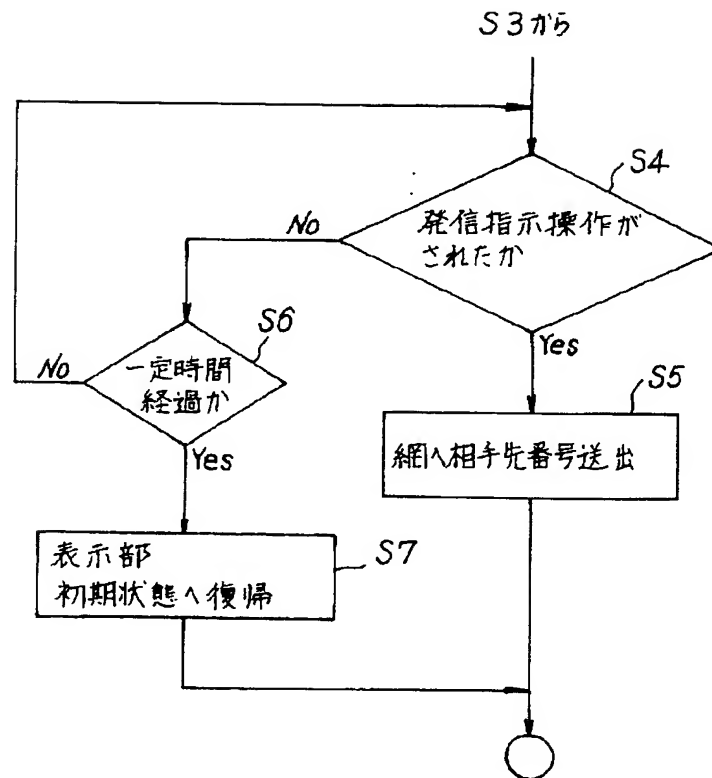 S3から
S4
発信指示操作が
されたか
No
Yes
S6
一定時間
経過か
No
Yes
S5
網へ相手先番号送出
S7
表示部
初期状態へ復帰